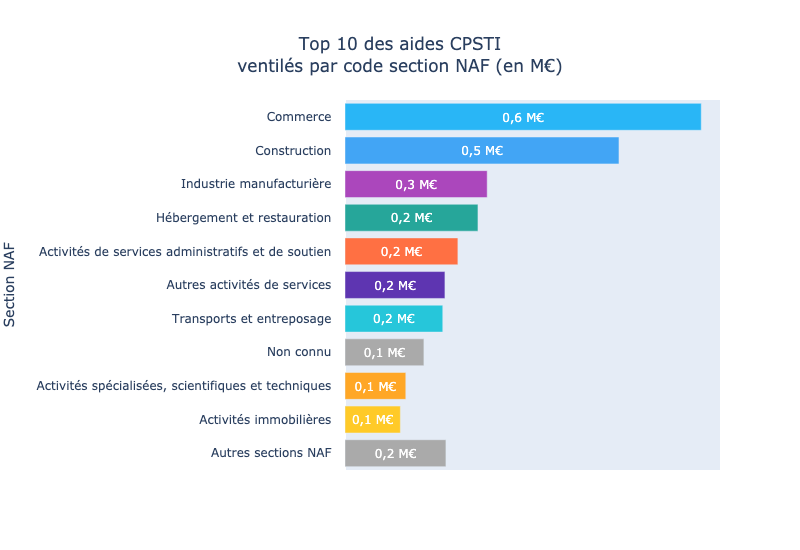 Top 10 des aides CPSTI
ventilés par code section NAF (en M€)
Section NAF
Commerce 0,6 M€
Construction 0,5 M€
Industrie manufacturière 0,3 M€
Hébergement et restauration 0,2 M€
Activités de services administratifs et de soutien 0,2 M€
Autres activités de services 0,2 M€
Transports et entreposage 0,2 M€
Non connu 0,1 M€
Activités spécialisées, scientifiques et techniques 0,1 M€
Activités immobilières 0,1 M€
Autres sections NAF 0,2 M€